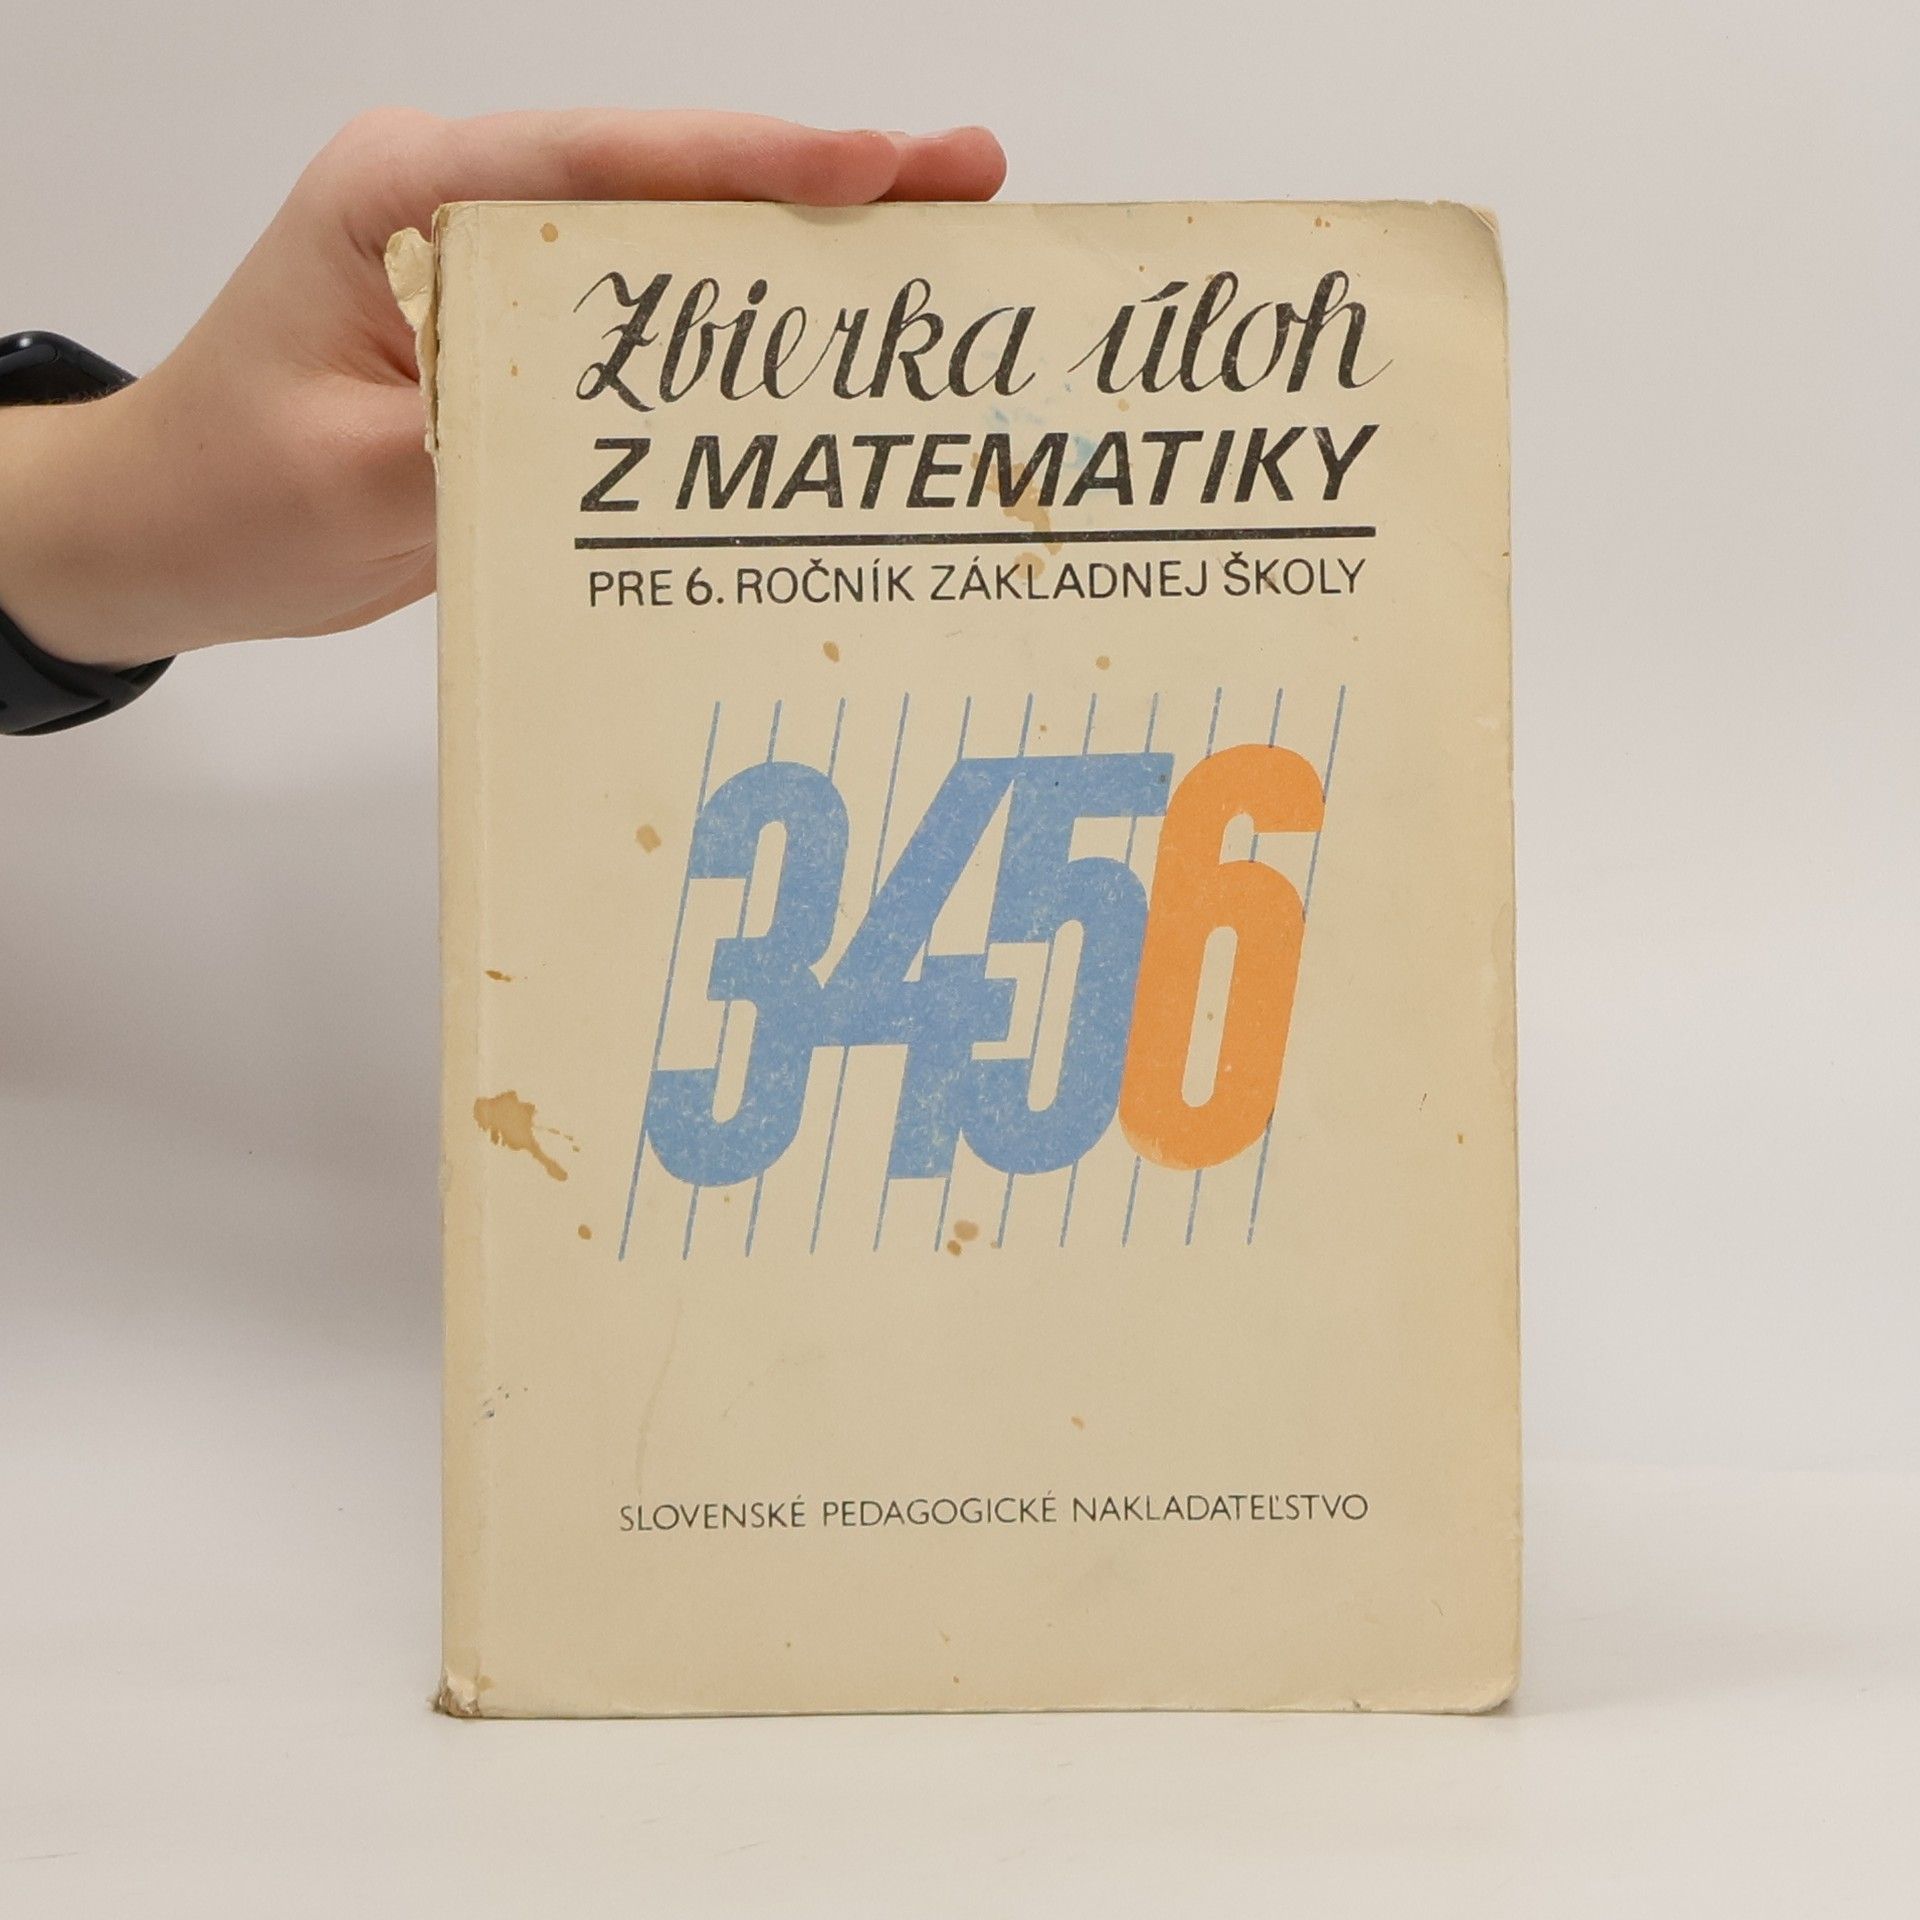 Zbierka úloh
Z MATEMATIKY
PRE 6. ROČNÍK ZÁKLADNEJ ŠKOLY
3456
SLOVENSKÉ PEDAGOGICKÉ NAKLADATEĽSTVO